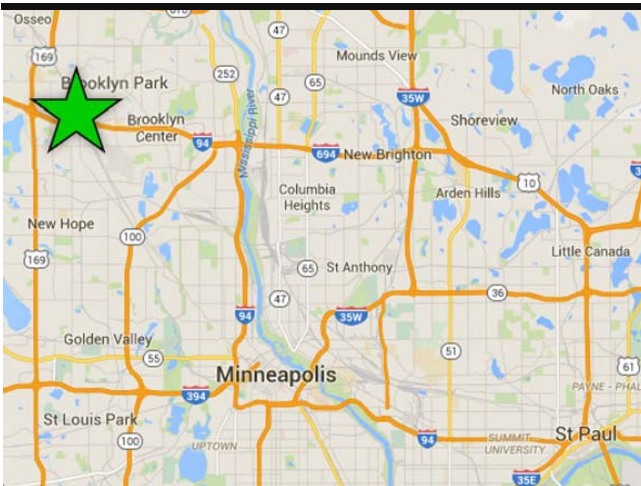 Osseo
610
47
Mounds View
169
252
65
Brooklyn Park
47
35W
North Oaks
Brooklyn
Center
Shoreview
94
Mississippi River
694
New Brighton
10
Columbia
Heights
Arden Hills
New Hope
100
Little Canada
169
65
St Anthony
47
36
94
35W
Golden Valley
55
51
Minneapolis
61
394
PAYNE - PHAL
St Louis Park
100
UPTOWN
94
SUMMIT-
UNIVERSITY
St Paul
35E